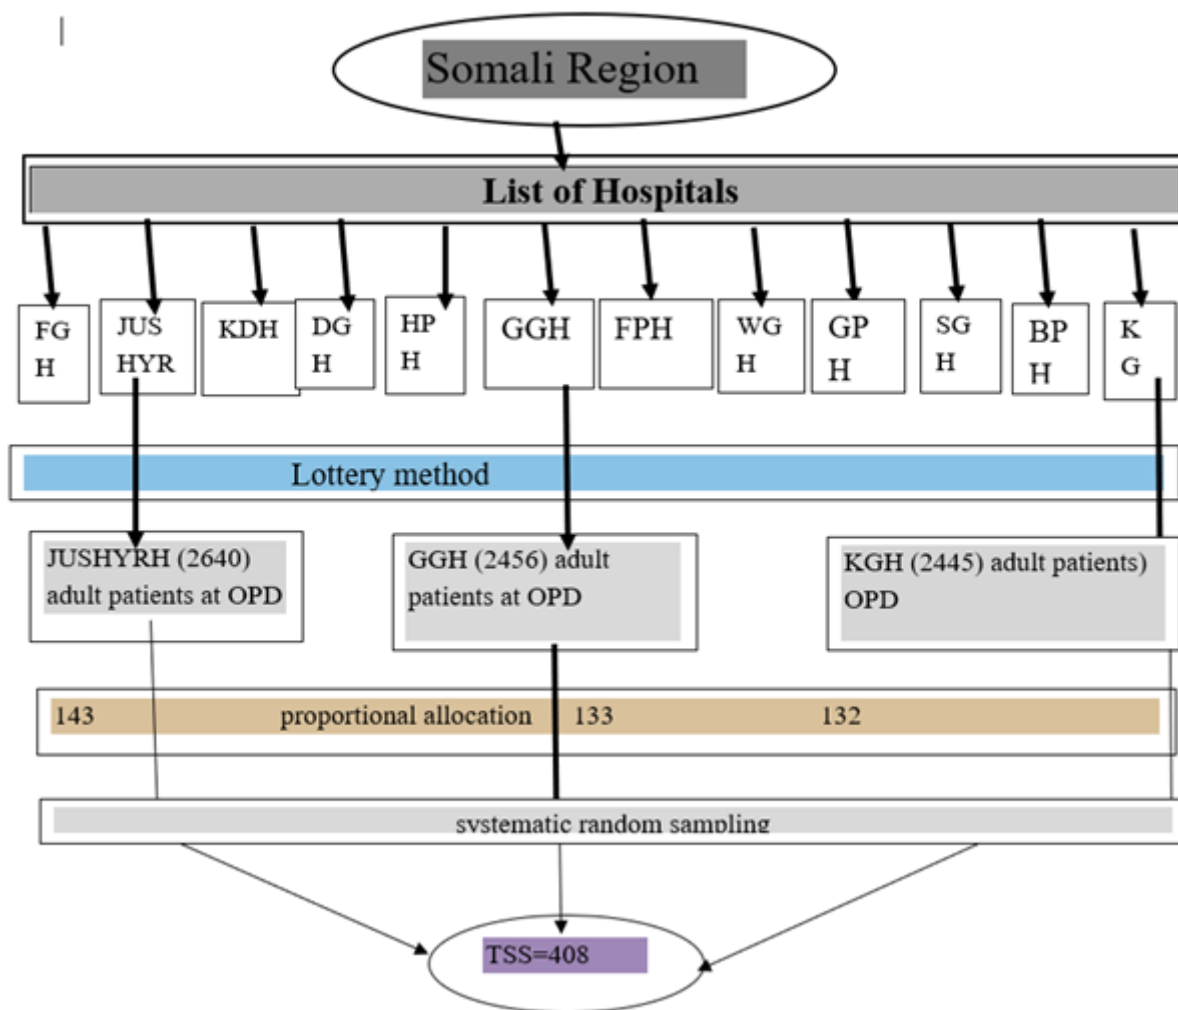 Somali Region
List of Hospitals
FG
H
JUS
HYR
KDH
DG
H
HP
H
GGH
FPH
WG
H
GP
H
SG
H
BP
H
K
G
Lottery method
JUSHYRH (2640)
adult patients at OPD
GGH (2456) adult
patients at OPD
KGH (2445) adult patients)
OPD
143 proportional allocation 133 132
systematic random sampling
TSS=408